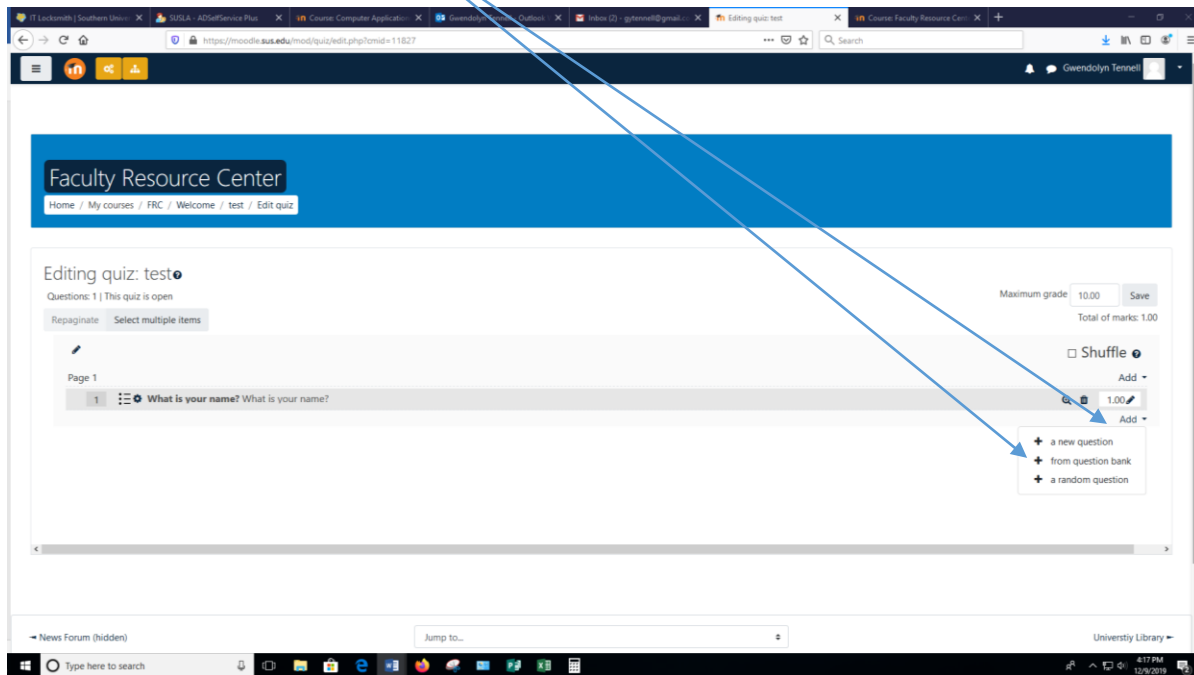 IT Locksmith | Southern Univer
SUSLA - ADSelfService Plus
Course: Computer Application
Gwendolyn Tennell - Outlook
Inbox (2) - gytennell@gmail.c
Editing quiz: test
Course: Faculty Resource Cent
https://moodle.sus.edu/mod/quiz/edit.php?cmid=11827
Search
Gwendolyn Tennell
Faculty Resource Center
Home / My courses / FRC / Welcome / test / Edit quiz
Editing quiz: test
Questions: 1 | This quiz is open
Maximum grade 10.00 Save
Repaginate Select multiple items
Total of marks: 1.00
Shuffle
Page 1
Add
1 What is your name? What is your name?
1.00
Add
+ a new question
+ from question bank
+ a random question
News Forum (hidden)
Jump to...
Universtiy Library
Type here to search
4:17 PM
12/9/2019